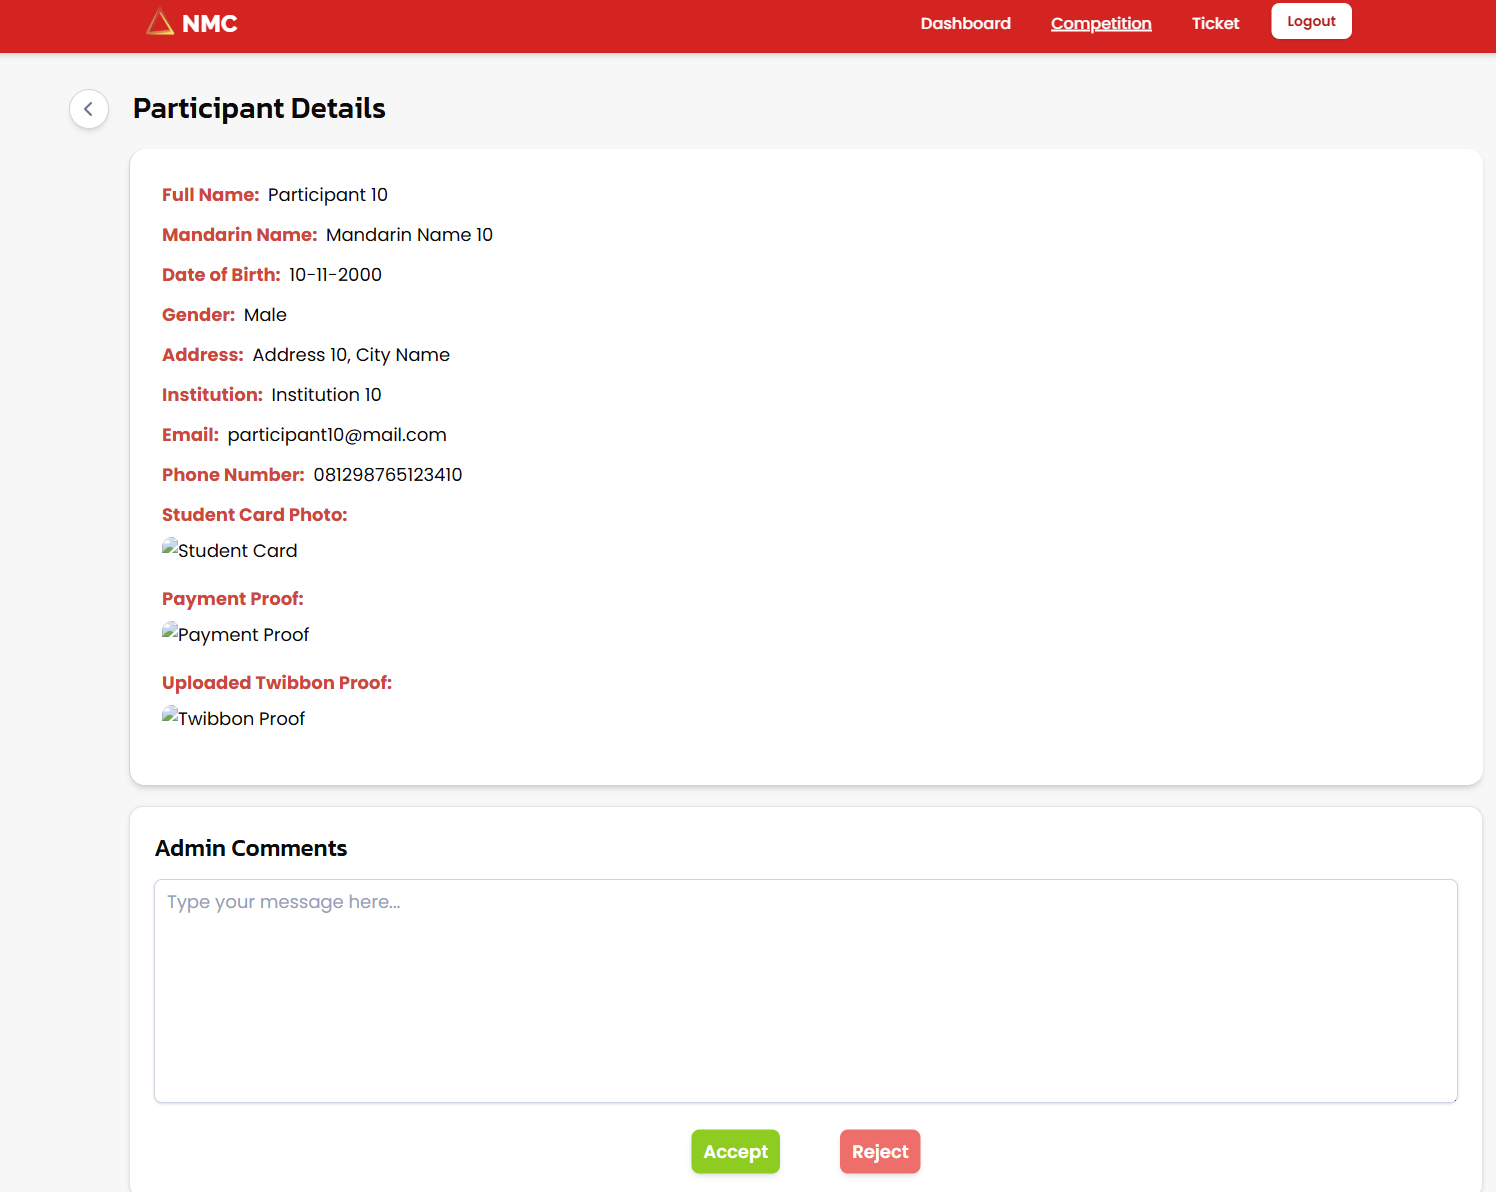 NMC
Dashboard
Competition
Ticket
Logout
Participant Details
Full Name: Participant 10
Mandarin Name: Mandarin Name 10
Date of Birth: 10-11-2000
Gender: Male
Address: Address 10, City Name
Institution: Institution 10
Email: participant10@mail.com
Phone Number: 081298765123410
Student Card Photo:
Student Card
Payment Proof:
Payment Proof
Uploaded Twibbon Proof:
Twibbon Proof
Admin Comments
Type your message here...
Accept
Reject